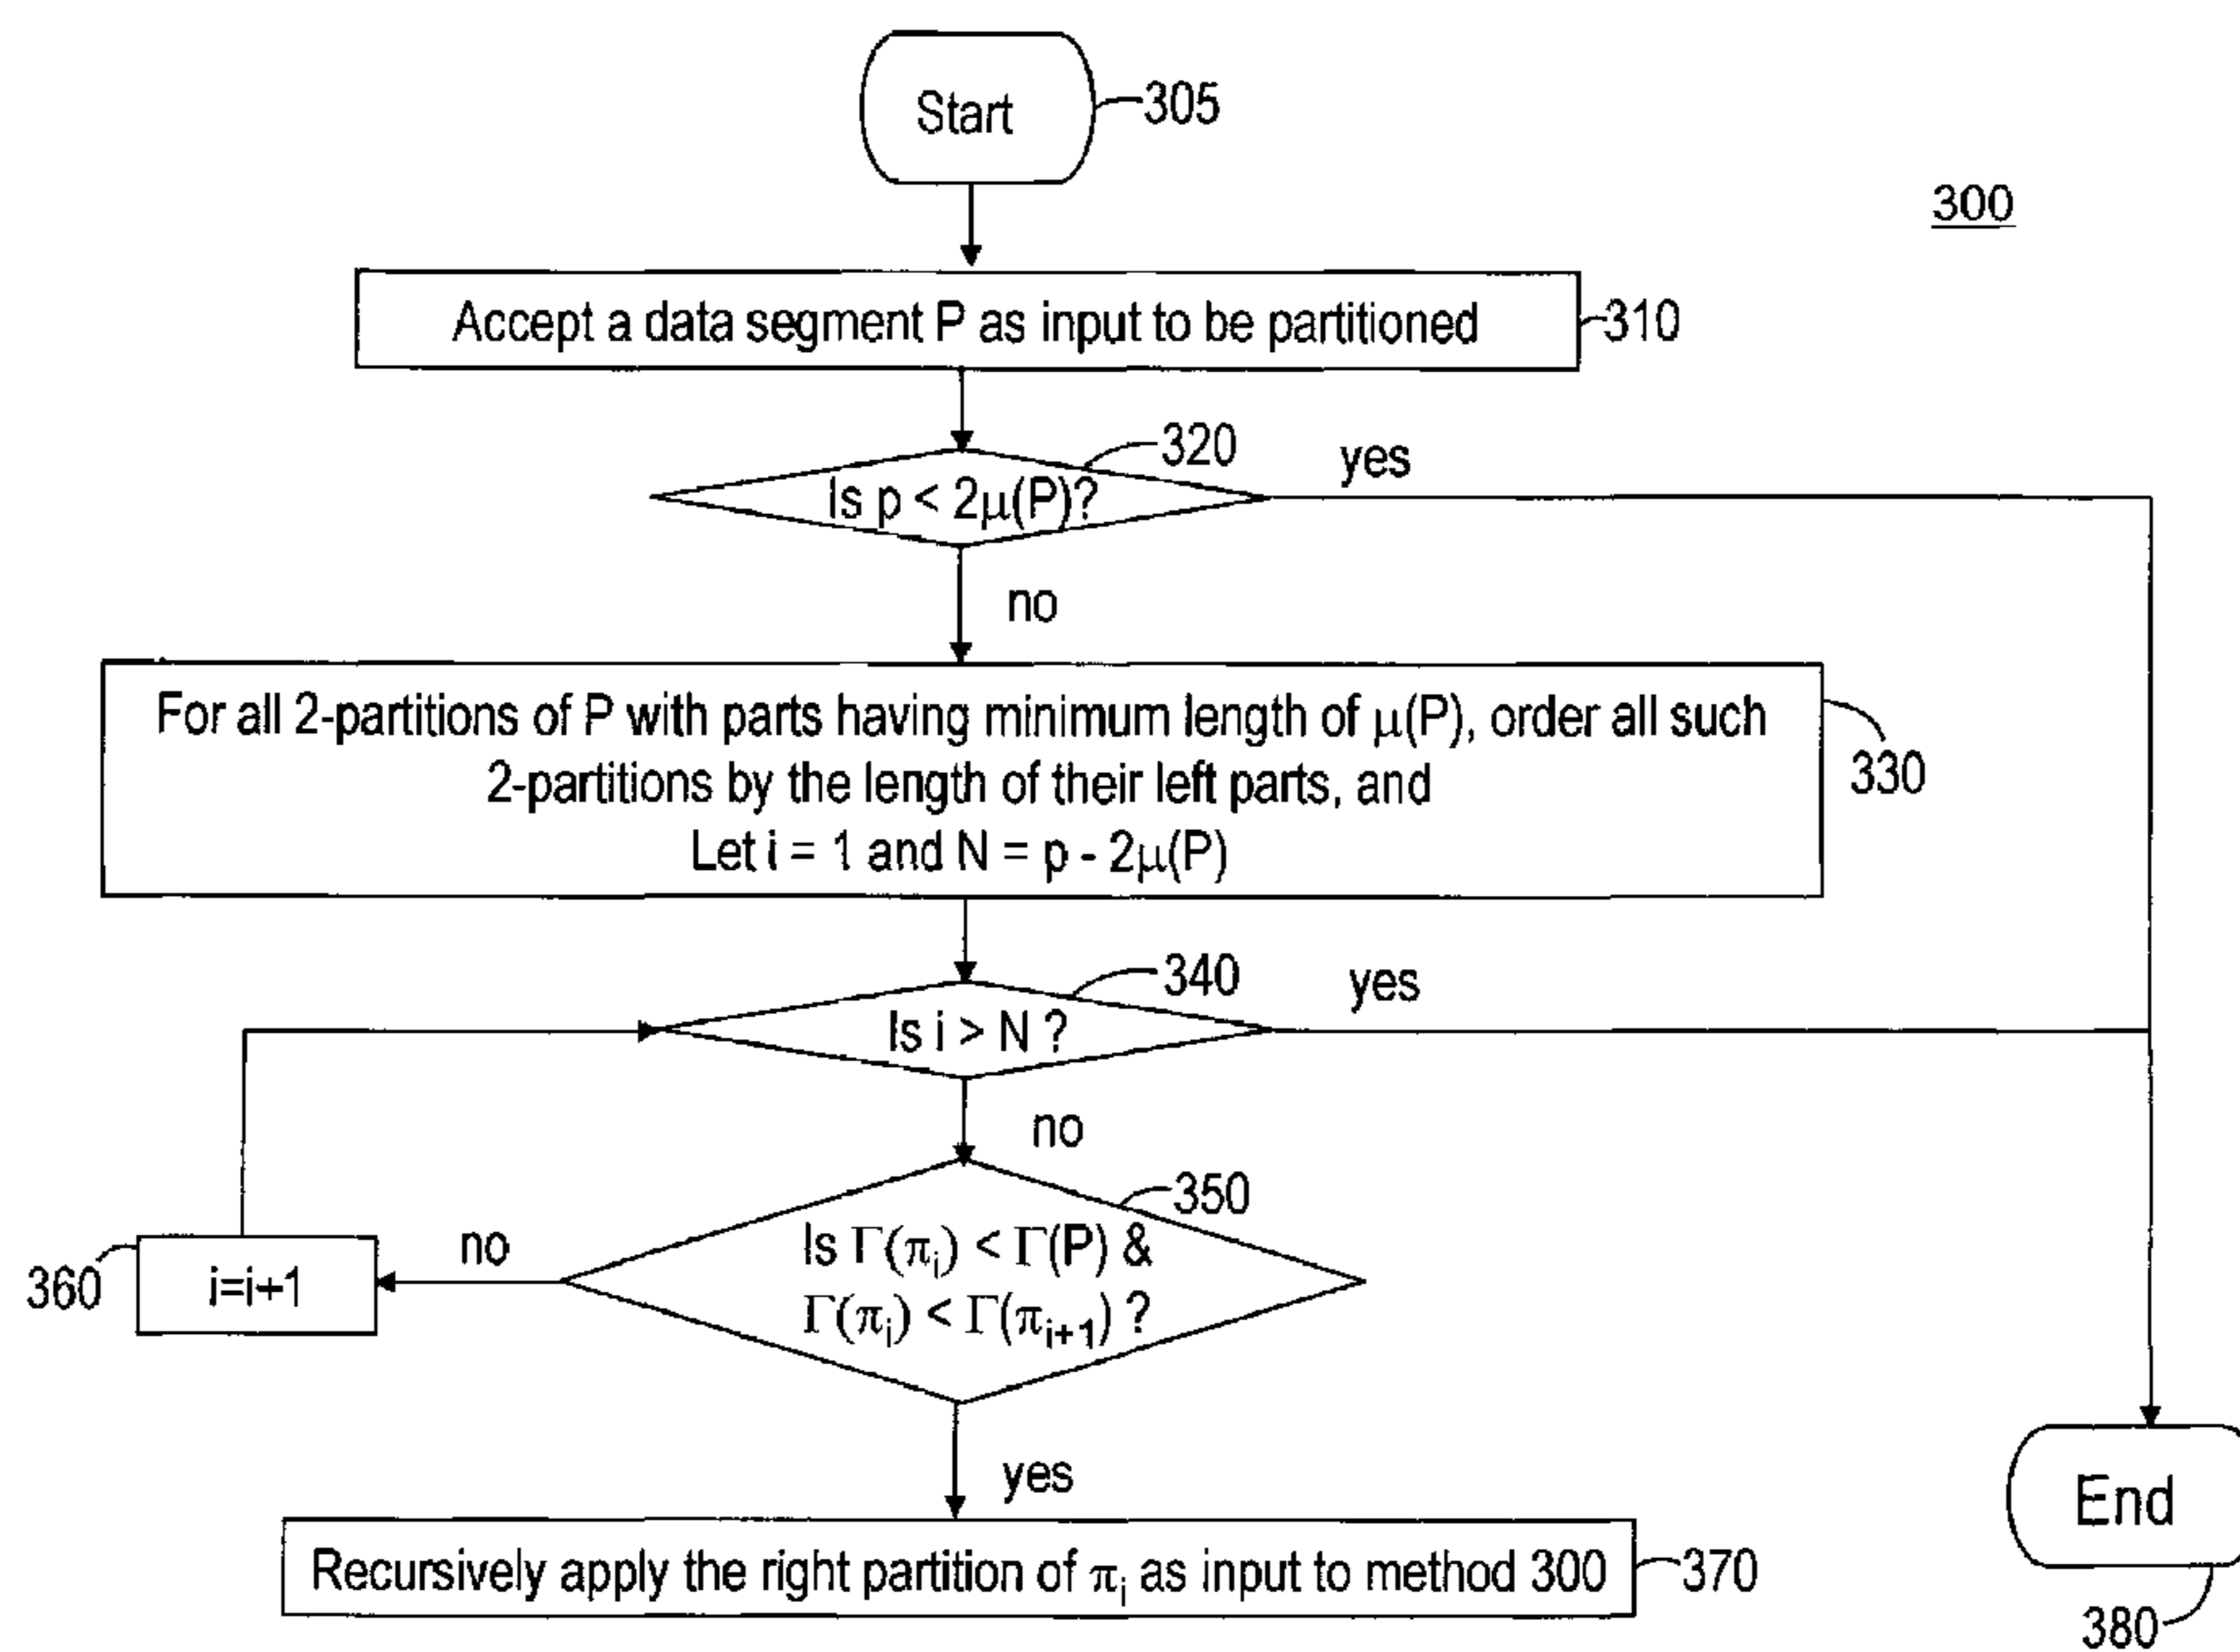 Start
305
300
Accept a data segment P as input to be partitioned
310
320
yes
Is p < 2μ(P)?
no
For all 2-partitions of P with parts having minimum length of μ(P), order all such
2-partitions by the length of their left parts, and
Let i = 1 and N = p - 2μ(P)
330
340
yes
Is i > N ?
no
350
Is Γ(πi) < Γ(P) &
Γ(πi) < Γ(πi+1) ?
no
360
i=i+1
yes
End
Recursively apply the right partition of πi as input to method 300
370
380